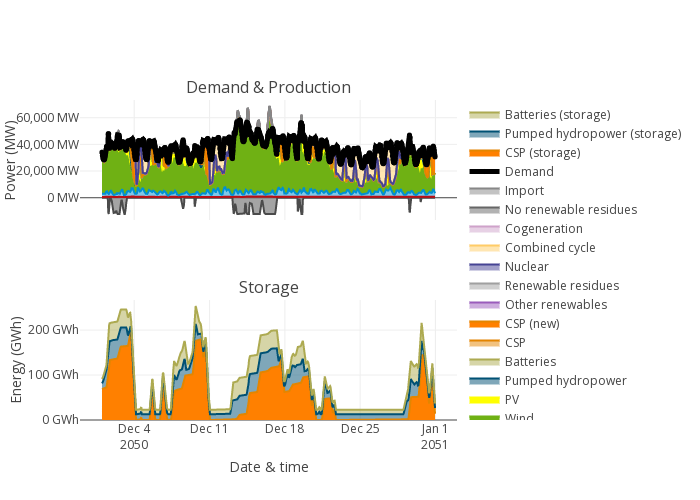 Demand & Production
Power (MW)
60,000 MW
40,000 MW
20,000 MW
0 MW
Storage
Energy (GWh)
200 GWh
100 GWh
0 GWh
Dec 4
2050
Dec 11
Dec 18
Dec 25
Jan 1
2051
Date & time
Batteries (storage)
Pumped hydropower (storage)
CSP (storage)
Demand
Import
No renewable residues
Cogeneration
Combined cycle
Nuclear
Renewable residues
Other renewables
CSP (new)
CSP
Batteries
Pumped hydropower
PV
Wind